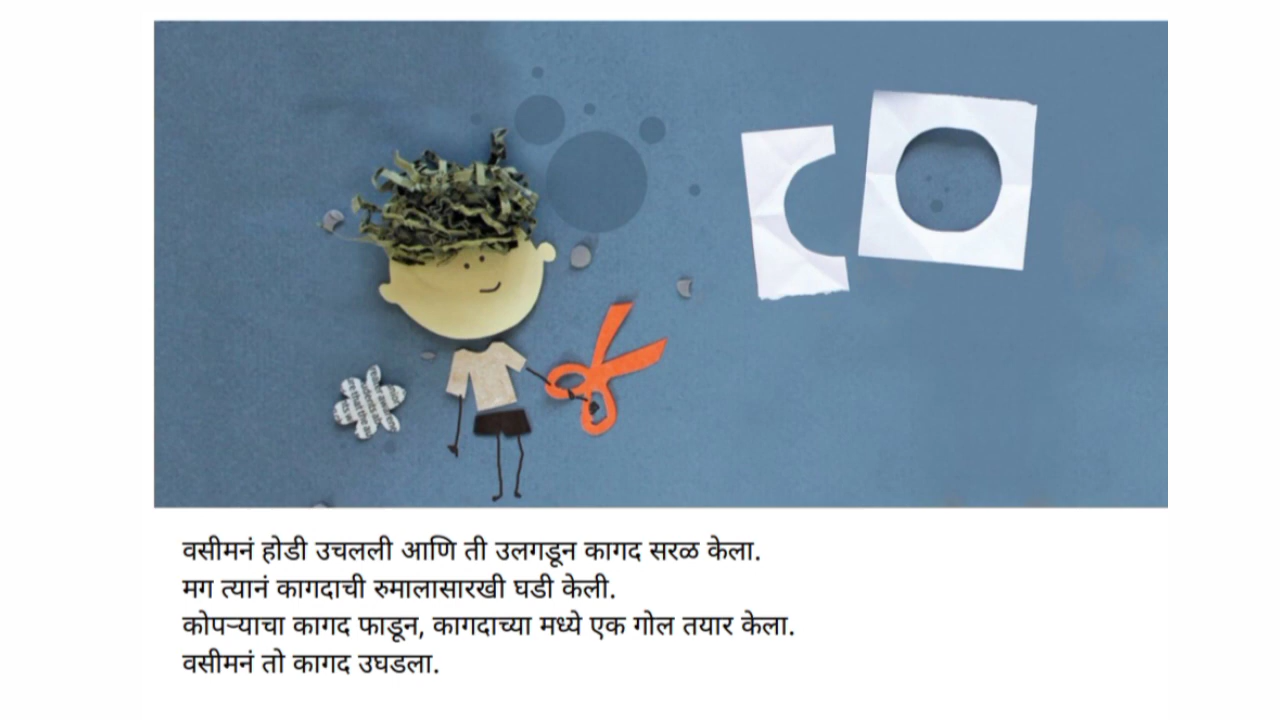 वसीमनं होडी उचलली आणि ती उलगडून कागद सरळ केला.
मग त्यानं कागदाची रुमालासारखी घडी केली.
कोपऱ्याचा कागद फाडून, कागदाच्या मध्ये एक गोल तयार केला.
वसीमनं तो कागद उघडला.